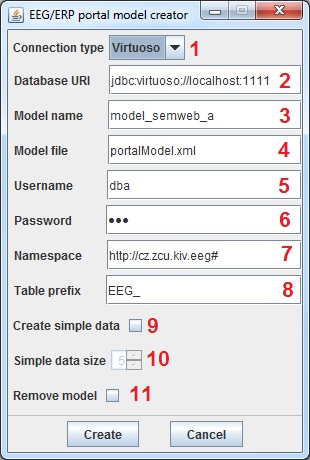 EEG/ERP portal model creator
Connection type Virtuoso 1
Database URI jdbc:virtuoso://localhost:1111 2
Model name model_semweb_a 3
Model file portalModel.xml 4
Username dba 5
Password ••• 6
Namespace http://cz.zcu.kiv.eeg# 7
Table prefix EEG_ 8
Create simple data 9
Simple data size 5 10
Remove model 11
Create Cancel